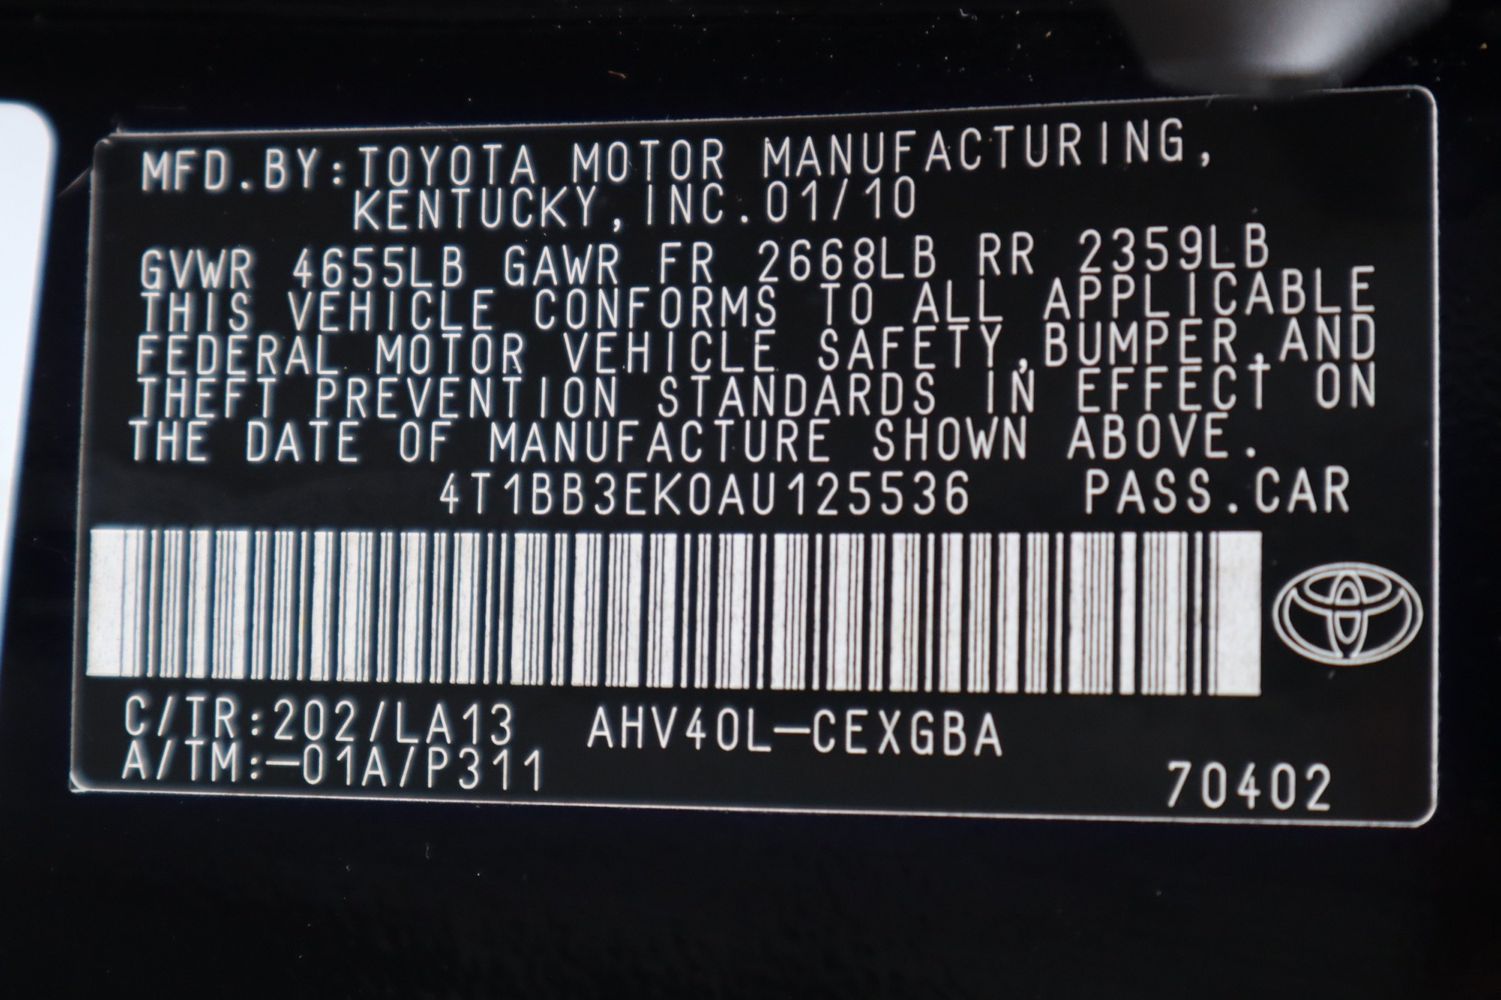 MFD.BY:TOYOTA MOTOR MANUFACTURING,
KENTUCKY,INC.01/10
GVWR 4655LB GAWR FR 2668LB RR 2359LB
THIS VEHICLE CONFORMS TO ALL APPLICABLE
FEDERAL MOTOR VEHICLE SAFETY,BUMPER,AND
THEFT PREVENTION STANDARDS IN EFFECT ON
THE DATE OF MANUFACTURE SHOWN ABOVE.
4T1BB3EK0AU125536 PASS.CAR
C/TR:202/LA13 AHV40L-CEXGBA
A/TM:-01A/P311
70402